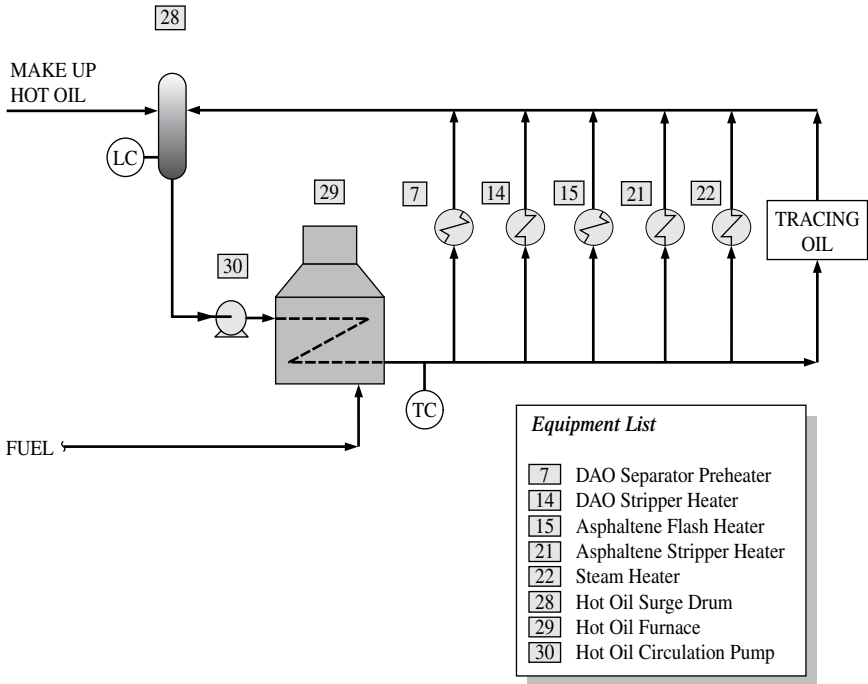 28
MAKE UP
HOT OIL
LC
29
7
14
15
21
22
TRACING
OIL
30
TC
FUEL
Equipment List
7 DAO Separator Preheater
14 DAO Stripper Heater
15 Asphaltene Flash Heater
21 Asphaltene Stripper Heater
22 Steam Heater
28 Hot Oil Surge Drum
29 Hot Oil Furnace
30 Hot Oil Circulation Pump